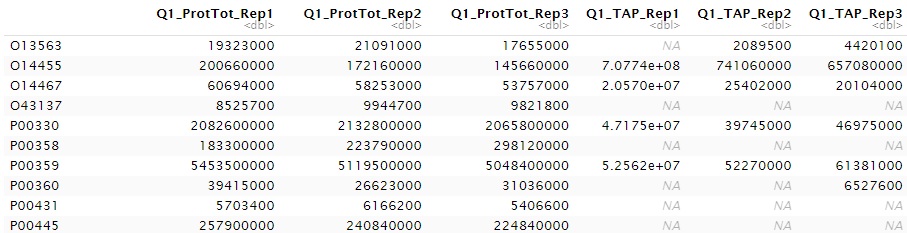 Q1_ProtTot_Rep1 Q1_ProtTot_Rep2 Q1_ProtTot_Rep3 Q1_TAP_Rep1 Q1_TAP_Rep2 Q1_TAP_Rep3
<dbl> <dbl> <dbl> <dbl> <dbl> <dbl>
O13563 19323000 21091000 17655000 NA 2089500 4420100
O14455 200660000 172160000 145660000 7.0774e+08 741060000 657080000
O14467 60694000 58253000 53757000 2.0570e+07 25402000 20104000
O43137 8525700 9944700 9821800 NA NA NA
P00330 2082600000 2132800000 2065800000 4.7175e+07 39745000 46975000
P00358 183300000 223790000 298120000 NA NA NA
P00359 5453500000 5119500000 5048400000 5.2562e+07 52270000 61381000
P00360 39415000 26623000 31036000 NA NA 6527600
P00431 5703400 6166200 5406600 NA NA NA
P00445 257900000 240840000 224840000 NA NA NA